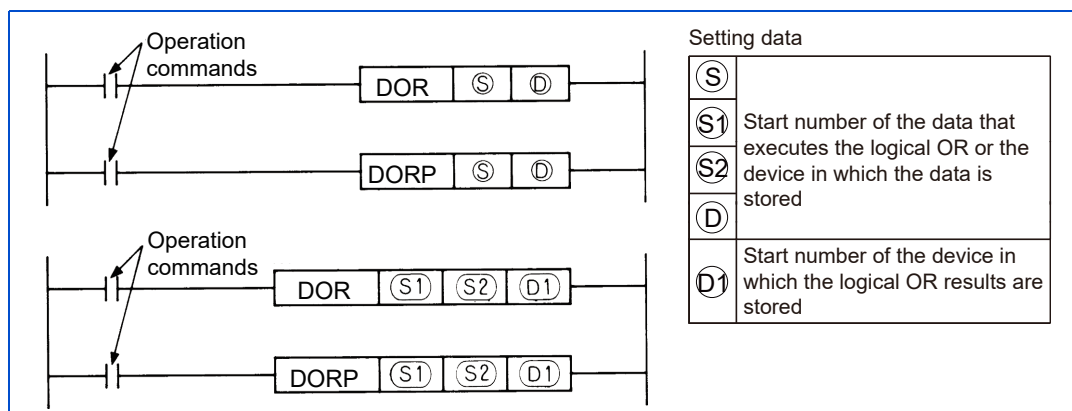 Operation
commands
DOR Ⓢ Ⓓ
DORP Ⓢ Ⓓ
Operation
commands
DOR S1 S2 D1
DORP S1 S2 D1
Setting data
Ⓢ
S1
S2
Ⓓ
Start number of the data that
executes the logical OR or the
device in which the data is
stored
D1
Start number of the device in
which the logical OR results are
stored